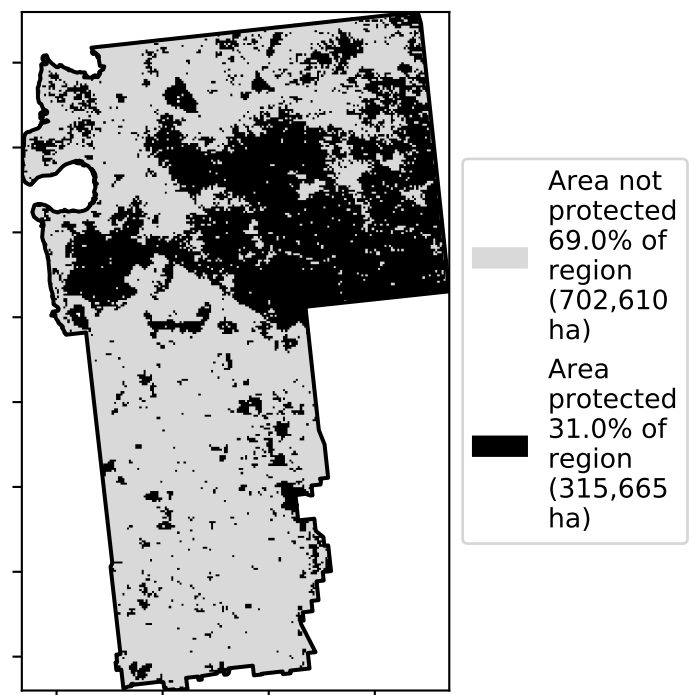 Area not
protected
69.0% of
region
(702,610
ha)
Area
protected
31.0% of
region
(315,665
ha)